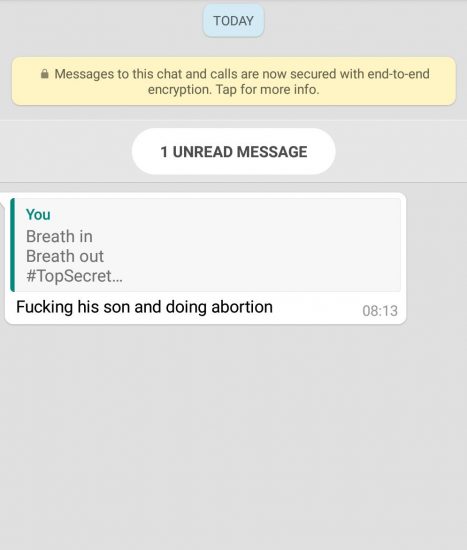 TODAY
Messages to this chat and calls are now secured with end-to-end
encryption. Tap for more info.
1 UNREAD MESSAGE
You
Breath in
Breath out
#TopSecret...
Fucking his son and doing abortion
08:13